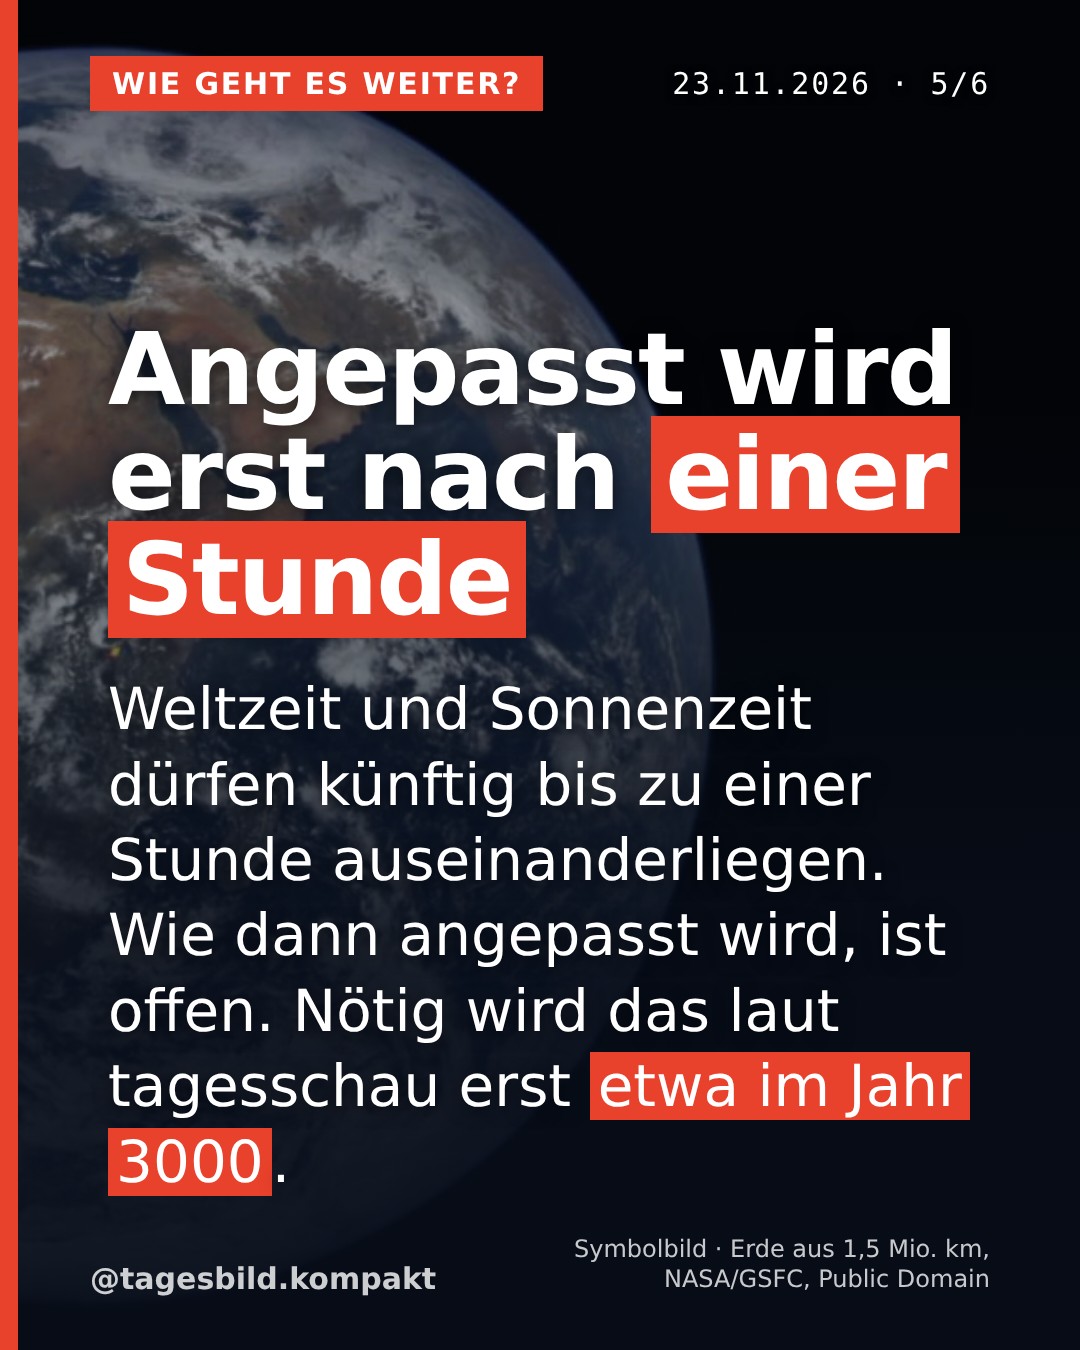 WIE GEHT ES WEITER?
23.11.2026 · 5/6
Angepasst wird
erst nach einer
Stunde
Weltzeit und Sonnenzeit
dürfen künftig bis zu einer
Stunde auseinanderliegen.
Wie dann angepasst wird, ist
offen. Nötig wird das laut
tagesschau erst etwa im Jahr
3000.
Symbolbild · Erde aus 1,5 Mio. km,
NASA/GSFC, Public Domain
@tagesbild.kompakt